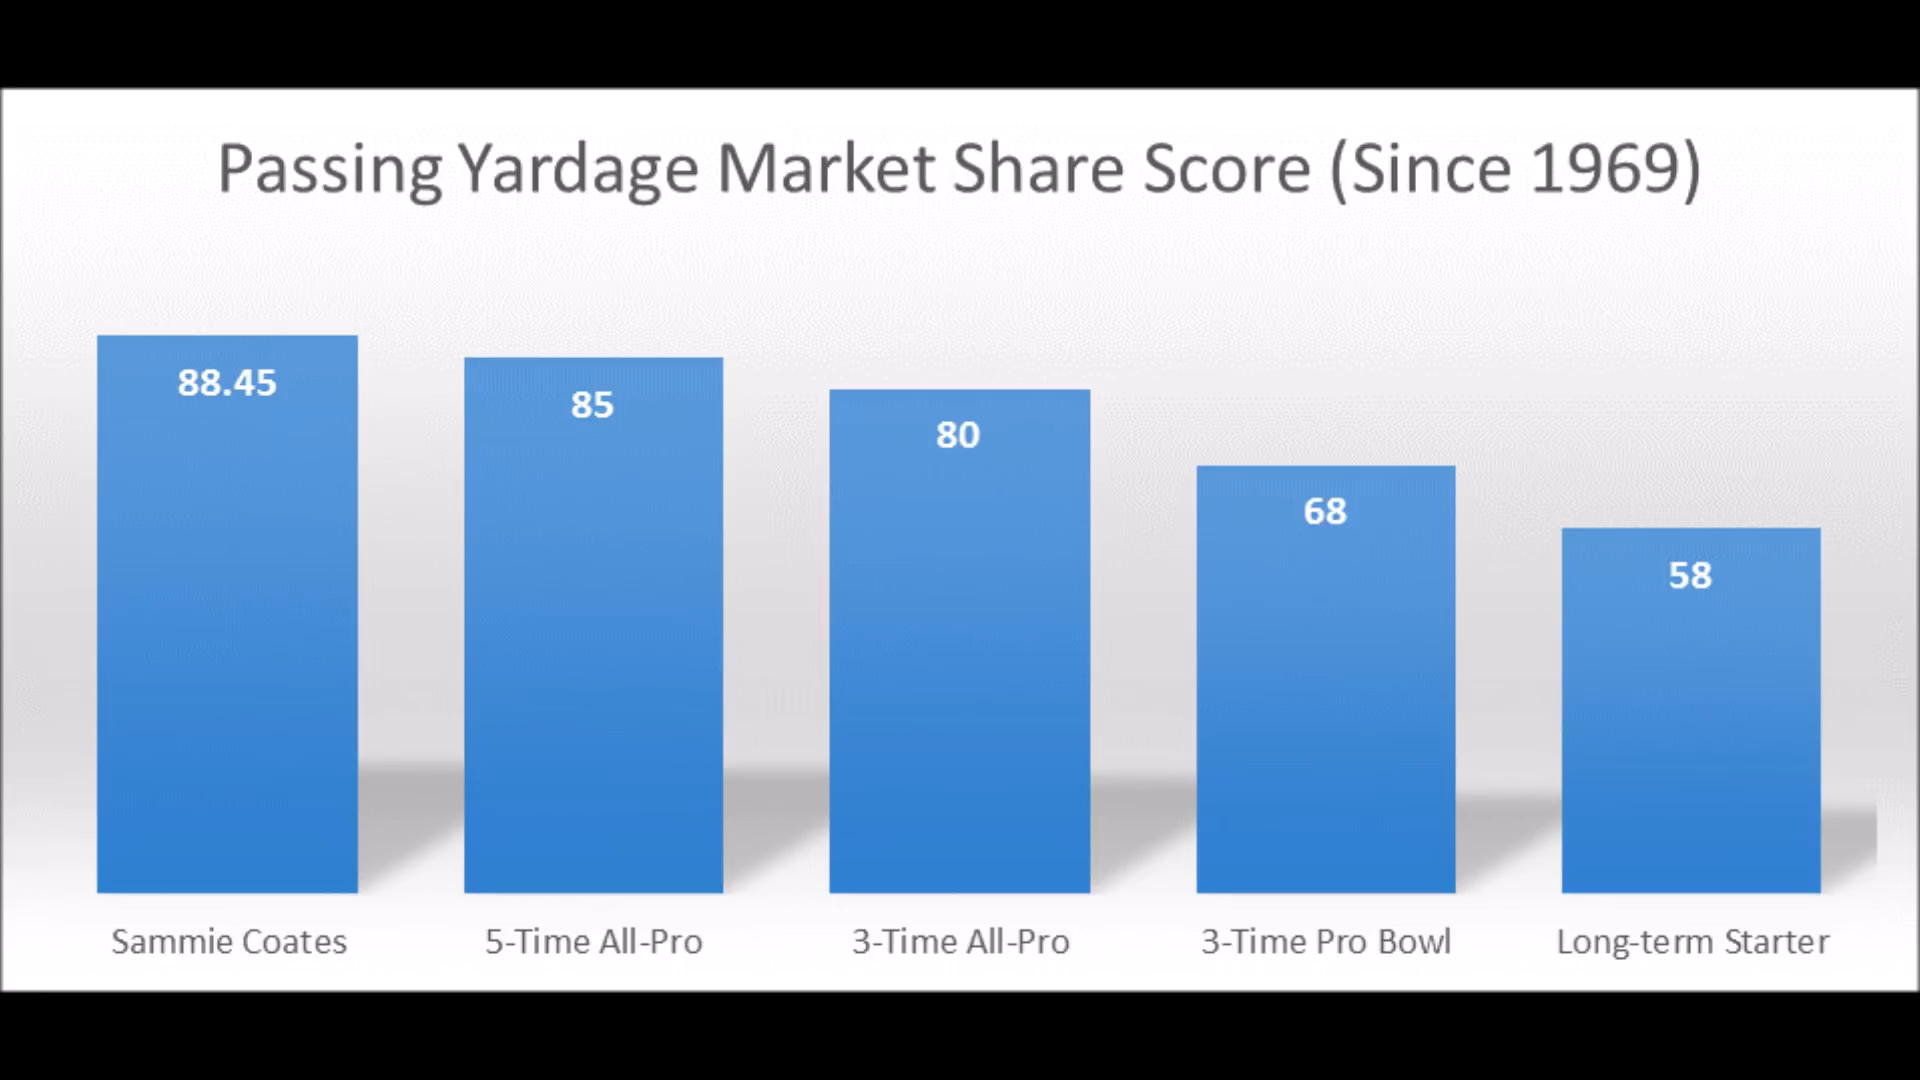 Passing Yardage Market Share Score (Since 1969)
88.45
85
80
68
58
Sammie Coates
5-Time All-Pro
3-Time All-Pro
3-Time Pro Bowl
Long-term Starter